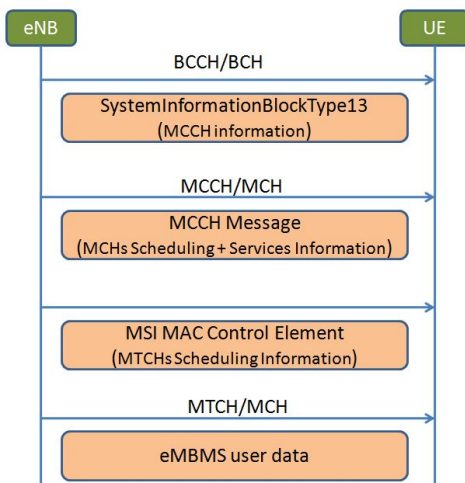 eNB
UE
BCCH/BCH
SystemInformationBlockType13
(MCCH information)
MCCH/MCH
MCCH Message
(MCHs Scheduling + Services Information)
MSI MAC Control Element
(MTCHs Scheduling Information)
MTCH/MCH
eMBMS user data